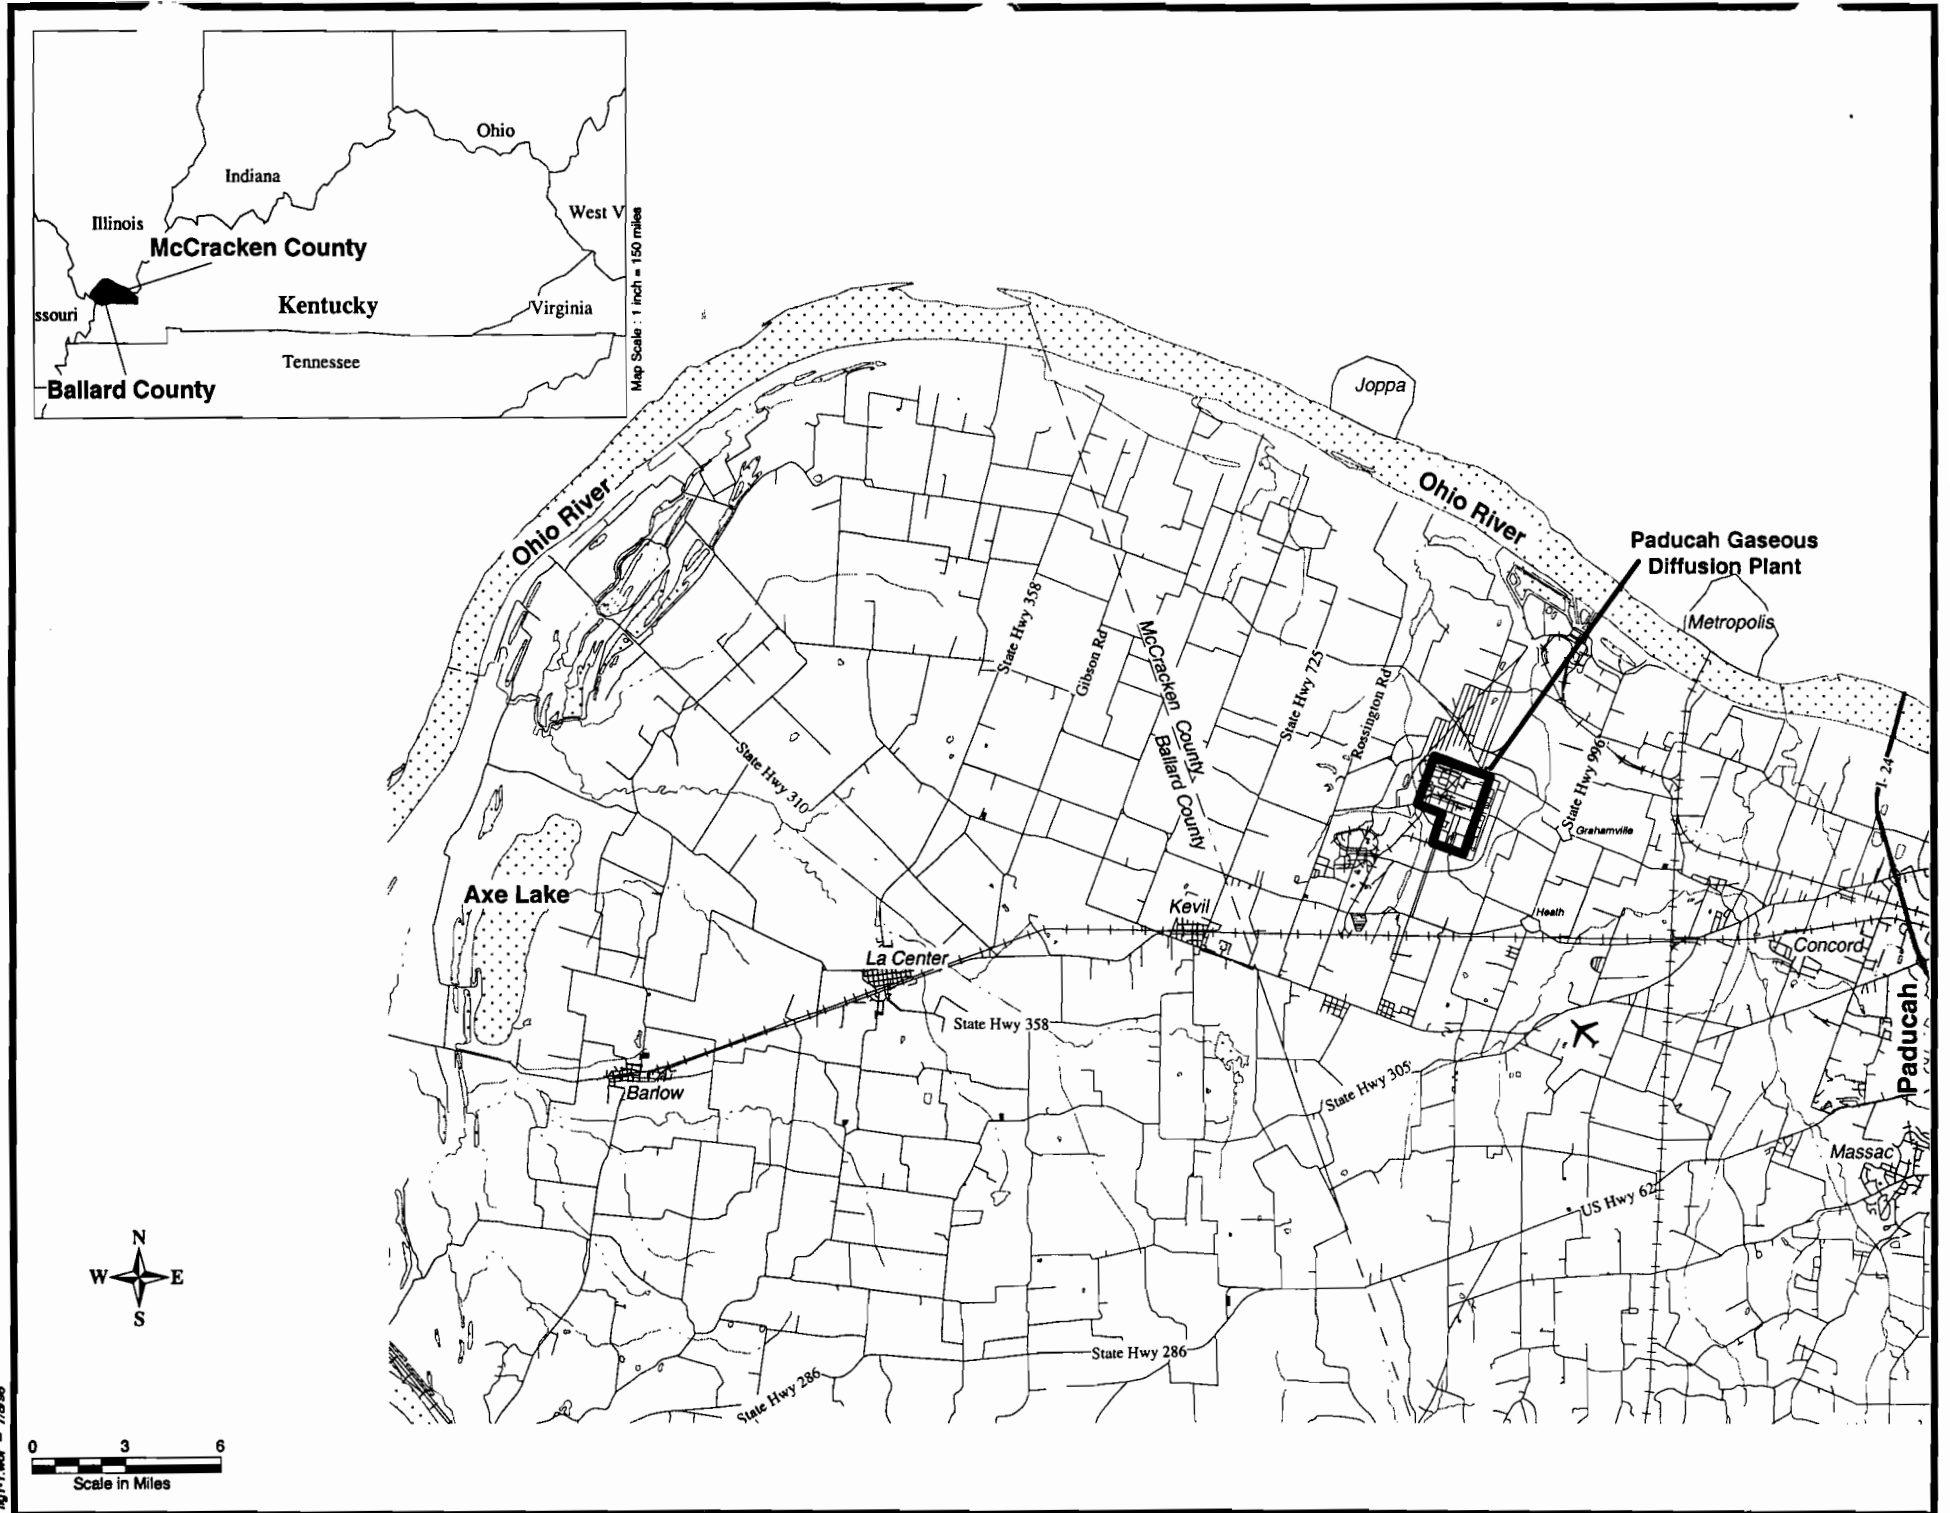 Ohio
Indiana
West V
Illinois
McCracken County
Kentucky
Virginia
ssouri
Tennessee
Ballard County
Map Scale : 1 inch = 150 miles
Joppa
Ohio River
Ohio River
Paducah Gaseous
Diffusion Plant
Metropolis
State Hwy 358
Gibson Rd
McCracken County
Ballard County
State Hwy 725
Rossington Rd
State Hwy 996
I- 24
State Hwy 310
Grahamville
Axe Lake
Kevil
Heath
Concord
La Center
State Hwy 358
Paducah
State Hwy 305
Barlow
Massac
US Hwy 62
N
W E
S
State Hwy 286
State Hwy 286
0 3 6
Scale in Miles